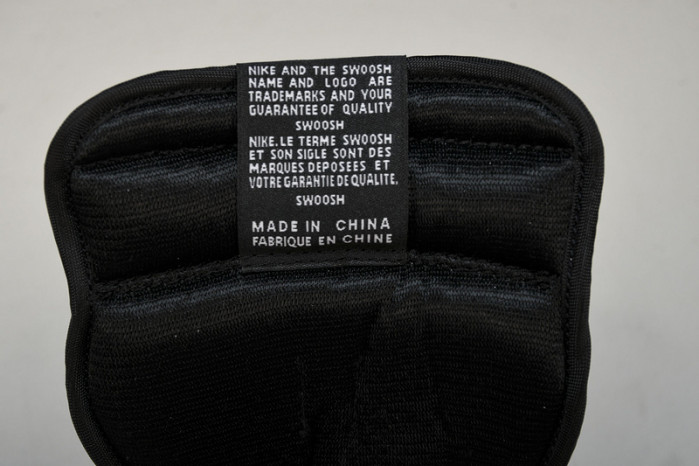 NIKE AND THE SWOOSH
NAME AND LOGO ARE
TRADEMARKS AND YOUR
GUARANTEE OF QUALITY
SWOOSH
NIKE. LE TERME SWOOSH
ET SON SIGLE SONT DES
MARQUES DEPOSEES ET
VOTRE GARANTIE DE QUALITE.
SWOOSH
MADE IN CHINA
FABRIQUE EN CHINE